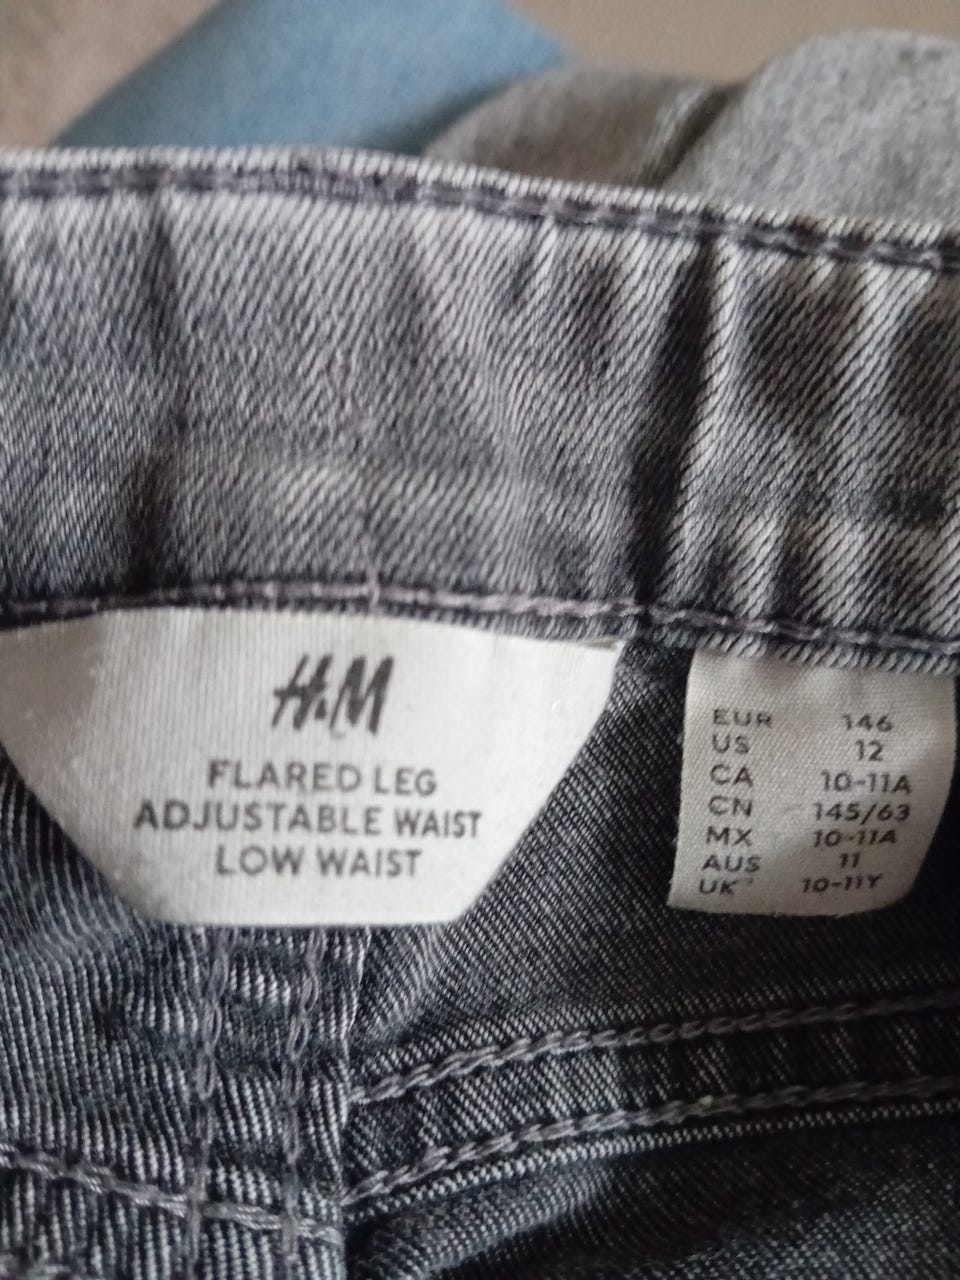 H&M
FLARED LEG
ADJUSTABLE WAIST
LOW WAIST
EUR 146
US 12
CA 10-11A
CN 145/63
MX 10-11A
AUS 11
UK 10-11Y